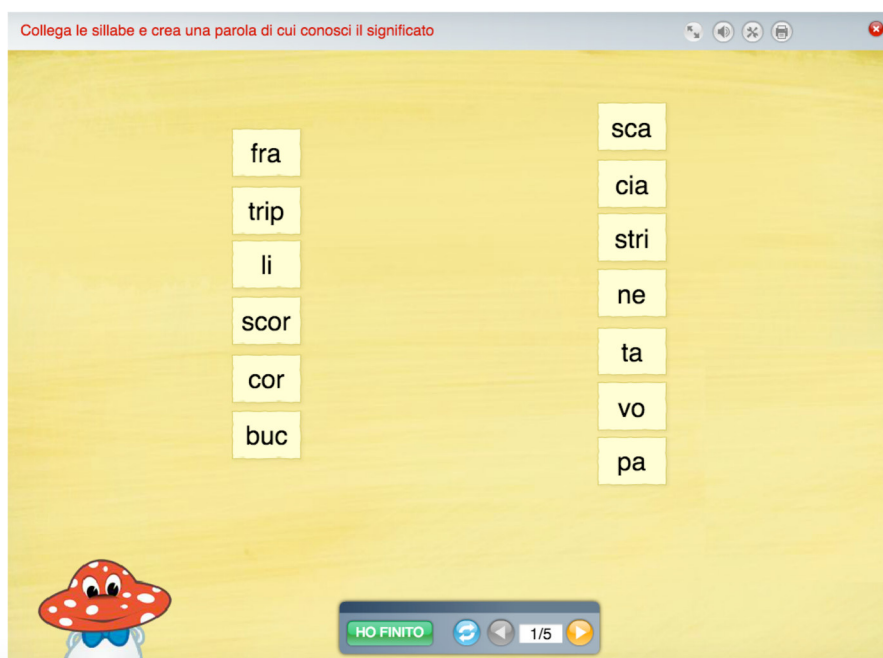 Collega le sillabe e crea una parola di cui conosci il significato
fra
trip
li
scor
cor
buc
sca
cia
stri
ne
ta
vo
pa
HO FINITO
1/5